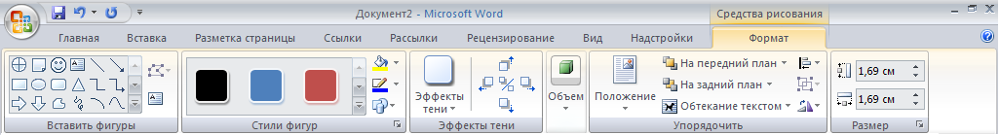 Документ2 - Microsoft Word
Средства рисования
Главная Вставка Разметка страницы Ссылки Рассылки Рецензирование Вид Надстройки Формат
На передний план
1,69 см
Эффекты тени
Объем
Положение
На задний план
Обтекание текстом
1,69 см
Вставить фигуры
Стили фигур
Эффекты тени
Упорядочить
Размер